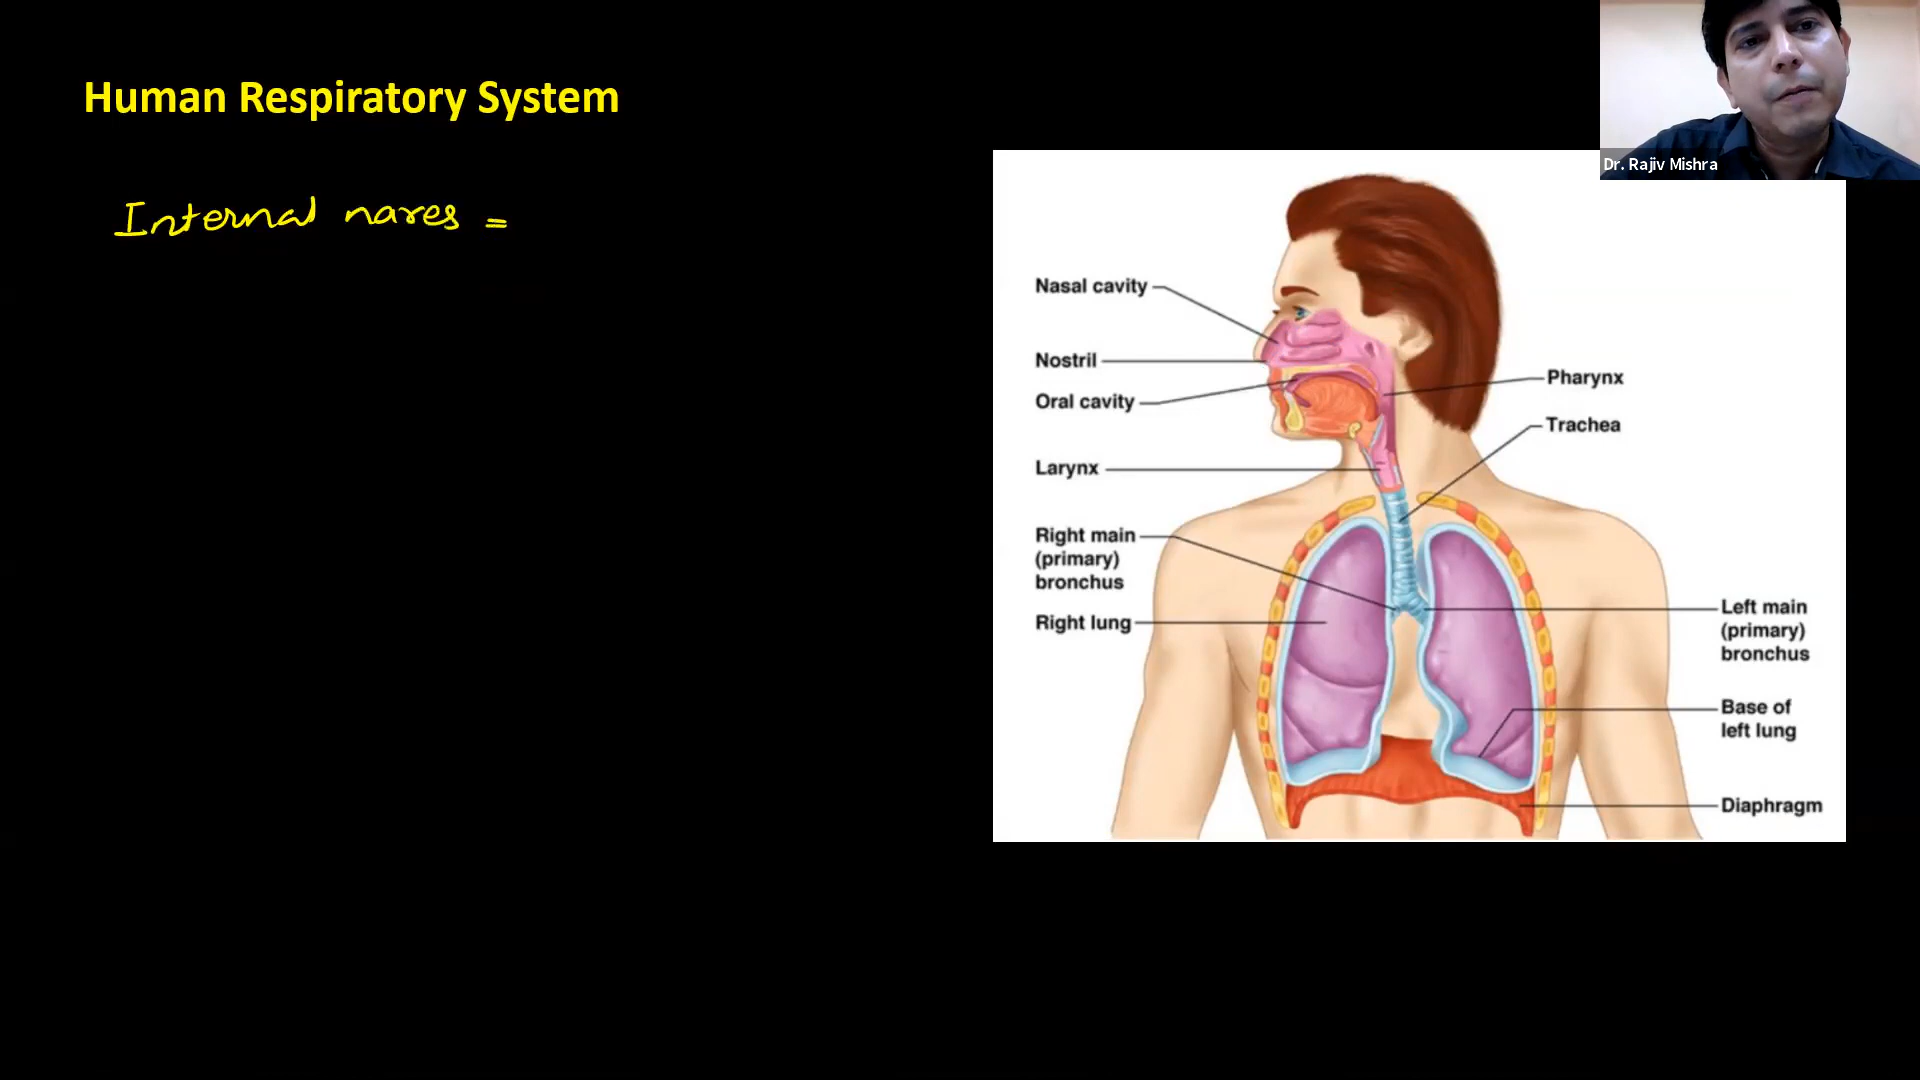 Human Respiratory System
Internal nares =
Dr. Rajiv Mishra
Nasal cavity
Nostril
Oral cavity
Larynx
Right main
(primary)
bronchus
Right lung
Pharynx
Trachea
Left main
(primary)
bronchus
Base of
left lung
Diaphragm